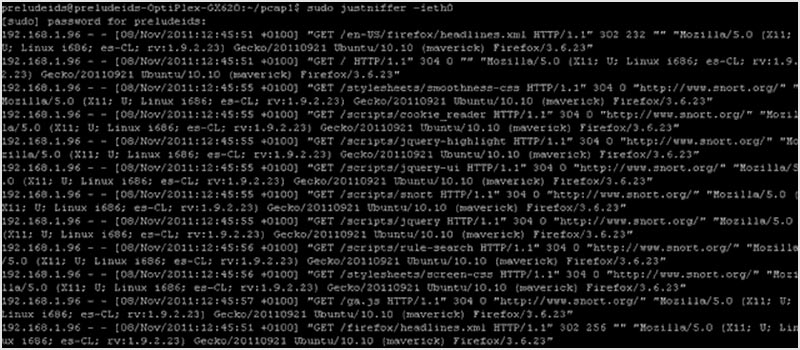 preludeids@preludeids-OptiPlex-GX620:~/pcap1$ sudo justniffer -ieth0
[sudo] password for preludeids:
192.168.1.96 - - [08/Nov/2011:12:45:51 +0100] "GET /en-US/firefox/headlines.xml HTTP/1.1" 302 232 "" "Mozilla/5.0 (X11;
U; Linux i686; es-CL; rv:1.9.2.23) Gecko/20110921 Ubuntu/10.10 (maverick) Firefox/3.6.23"
192.168.1.96 - - [08/Nov/2011:12:45:51 +0100] "GET / HTTP/1.1" 304 0 "" "Mozilla/5.0 (X11; U; Linux i686; es-CL; rv:1.9.
2.23) Gecko/20110921 Ubuntu/10.10 (maverick) Firefox/3.6.23"
192.168.1.96 - - [08/Nov/2011:12:45:55 +0100] "GET /stylesheets/smoothness-css HTTP/1.1" 304 0 "http://www.snort.org/" "
Mozilla/5.0 (X11; U; Linux i686; es-CL; rv:1.9.2.23) Gecko/20110921 Ubuntu/10.10 (maverick) Firefox/3.6.23"
192.168.1.96 - - [08/Nov/2011:12:45:55 +0100] "GET /scripts/cookie_reader HTTP/1.1" 304 0 "http://www.snort.org/" "Mozil
la/5.0 (X11; U; Linux i686; es-CL; rv:1.9.2.23) Gecko/20110921 Ubuntu/10.10 (maverick) Firefox/3.6.23"
192.168.1.96 - - [08/Nov/2011:12:45:55 +0100] "GET /scripts/jquery-highlight HTTP/1.1" 304 0 "http://www.snort.org/" "Mo
zilla/5.0 (X11; U; Linux i686; es-CL; rv:1.9.2.23) Gecko/20110921 Ubuntu/10.10 (maverick) Firefox/3.6.23"
192.168.1.96 - - [08/Nov/2011:12:45:55 +0100] "GET /scripts/jquery-ui HTTP/1.1" 304 0 "http://www.snort.org/" "Mozilla/5
.0 (X11; U; Linux i686; es-CL; rv:1.9.2.23) Gecko/20110921 Ubuntu/10.10 (maverick) Firefox/3.6.23"
192.168.1.96 - - [08/Nov/2011:12:45:55 +0100] "GET /scripts/snort HTTP/1.1" 304 0 "http://www.snort.org/" "Mozilla/5.0 (
X11; U; Linux i686; es-CL; rv:1.9.2.23) Gecko/20110921 Ubuntu/10.10 (maverick) Firefox/3.6.23"
192.168.1.96 - - [08/Nov/2011:12:45:55 +0100] "GET /scripts/jquery HTTP/1.1" 304 0 "http://www.snort.org/" "Mozilla/5.0
(X11; U; Linux i686; es-CL; rv:1.9.2.23) Gecko/20110921 Ubuntu/10.10 (maverick) Firefox/3.6.23"
192.168.1.96 - - [08/Nov/2011:12:45:56 +0100] "GET /scripts/rule-search HTTP/1.1" 304 0 "http://www.snort.org/" "Mozilla
/5.0 (X11; U; Linux i686; es-CL; rv:1.9.2.23) Gecko/20110921 Ubuntu/10.10 (maverick) Firefox/3.6.23"
192.168.1.96 - - [08/Nov/2011:12:45:56 +0100] "GET /stylesheets/screen-css HTTP/1.1" 304 0 "http://www.snort.org/" "Mozi
lla/5.0 (X11; U; Linux i686; es-CL; rv:1.9.2.23) Gecko/20110921 Ubuntu/10.10 (maverick) Firefox/3.6.23"
192.168.1.96 - - [08/Nov/2011:12:45:57 +0100] "GET /ga.js HTTP/1.1" 304 0 "http://www.snort.org/" "Mozilla/5.0 (X11; U;
Linux i686; es-CL; rv:1.9.2.23) Gecko/20110921 Ubuntu/10.10 (maverick) Firefox/3.6.23"
192.168.1.96 - - [08/Nov/2011:12:45:51 +0100] "GET /firefox/headlines.xml HTTP/1.1" 302 256 "" "Mozilla/5.0 (X11; U; Lin
ux i686; es-CL; rv:1.9.2.23) Gecko/20110921 Ubuntu/10.10 (maverick) Firefox/3.6.23"